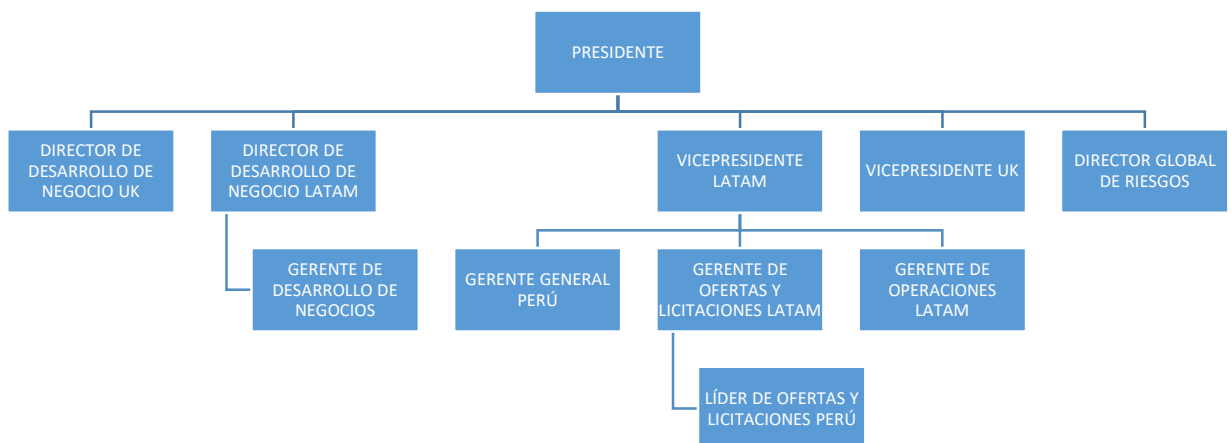 PRESIDENTE
DIRECTOR DE
DESARROLLO DE
NEGOCIO UK
DIRECTOR DE
DESARROLLO DE
NEGOCIO LATAM
VICEPRESIDENTE
LATAM
VICEPRESIDENTE UK
DIRECTOR GLOBAL
DE RIESGOS
GERENTE DE
DESARROLLO DE
NEGOCIOS
GERENTE GENERAL
PERÚ
GERENTE DE
OFERTAS Y
LICITACIONES LATAM
GERENTE DE
OPERACIONES
LATAM
LÍDER DE OFERTAS Y
LICITACIONES PERÚ